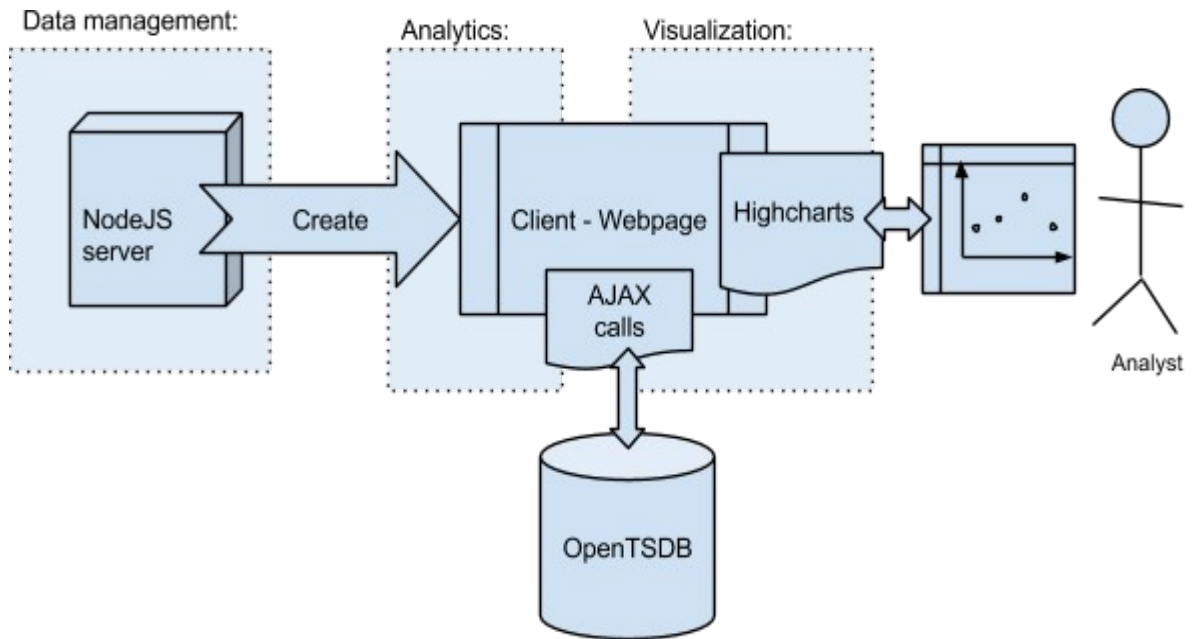 Data management:
Analytics:
Visualization:
NodeJS
server
Create
Client - Webpage
Highcharts
AJAX
calls
Analyst
OpenTSDB